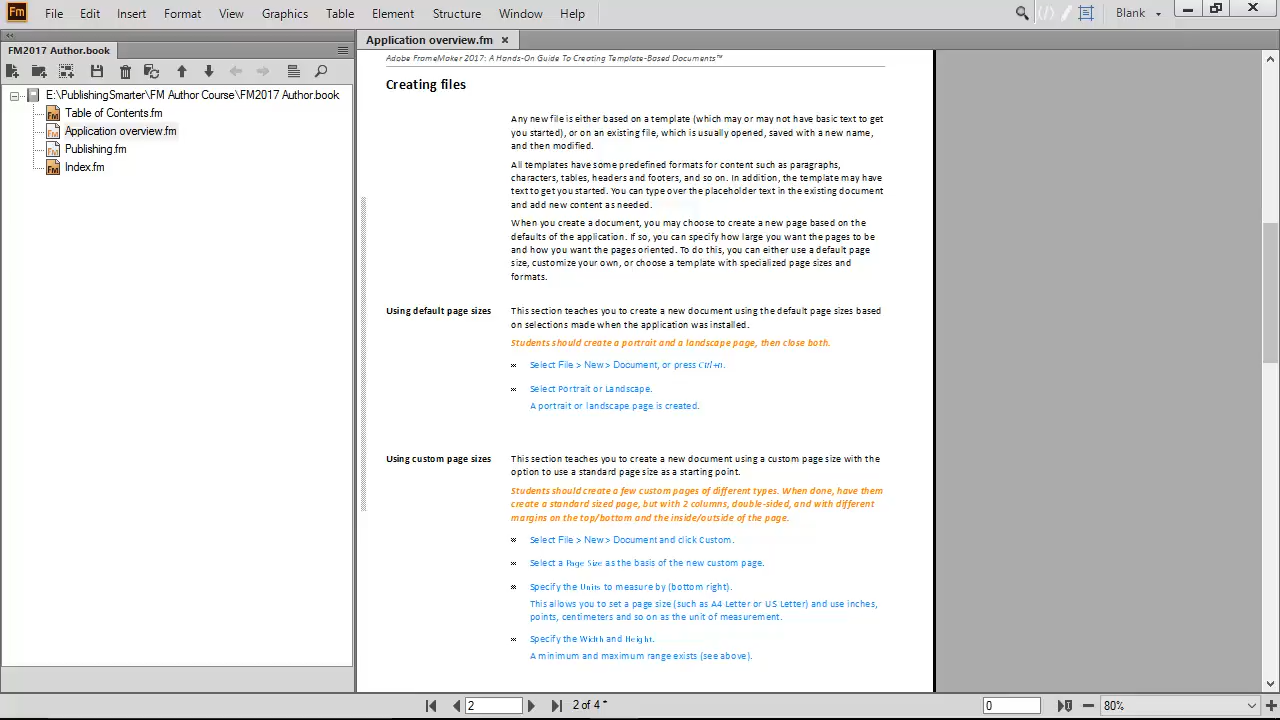 Fm File Edit Insert Format View Graphics Table Element Structure Window Help Blank
FM2017 Author.book
Application overview.fm
E:\PublishingSmarter\FM Author Course\FM2017 Author.book
Table of Contents.fm
Application overview.fm
Publishing.fm
Index.fm
Adobe FrameMaker 2017: A Hands-On Guide To Creating Template-Based Documents™
Creating files
Any new file is either based on a template (which may or may not have basic text to get
you started), or on an existing file, which is usually opened, saved with a new name,
and then modified.
All templates have some predefined formats for content such as paragraphs,
characters, tables, headers and footers, and so on. In addition, the template may have
text to get you started. You can type over the placeholder text in the existing document
and add new content as needed.
When you create a document, you may choose to create a new page based on the
defaults of the application. If so, you can specify how large you want the pages to be
and how you want the pages oriented. To do this, you can either use a default page
size, customize your own, or choose a template with specialized page sizes and
formats.
Using default page sizes
This section teaches you to create a new document using the default page sizes based
on selections made when the application was installed.
Students should create a portrait and a landscape page, then close both.
Select File > New > Document, or press Ctrl+n.
Select Portrait or Landscape.
A portrait or landscape page is created.
Using custom page sizes
This section teaches you to create a new document using a custom page size with the
option to use a standard page size as a starting point.
Students should create a few custom pages of different types. When done, have them
create a standard sized page, but with 2 columns, double-sided, and with different
margins on the top/bottom and the inside/outside of the page.
Select File > New > Document and click Custom.
Select a Page Size as the basis of the new custom page.
Specify the Units to measure by (bottom right).
This allows you to set a page size (such as A4 Letter or US Letter) and use inches,
points, centimeters and so on as the unit of measurement.
Specify the Width and Height.
A minimum and maximum range exists (see above).
2 2 of 4 * 0 80%